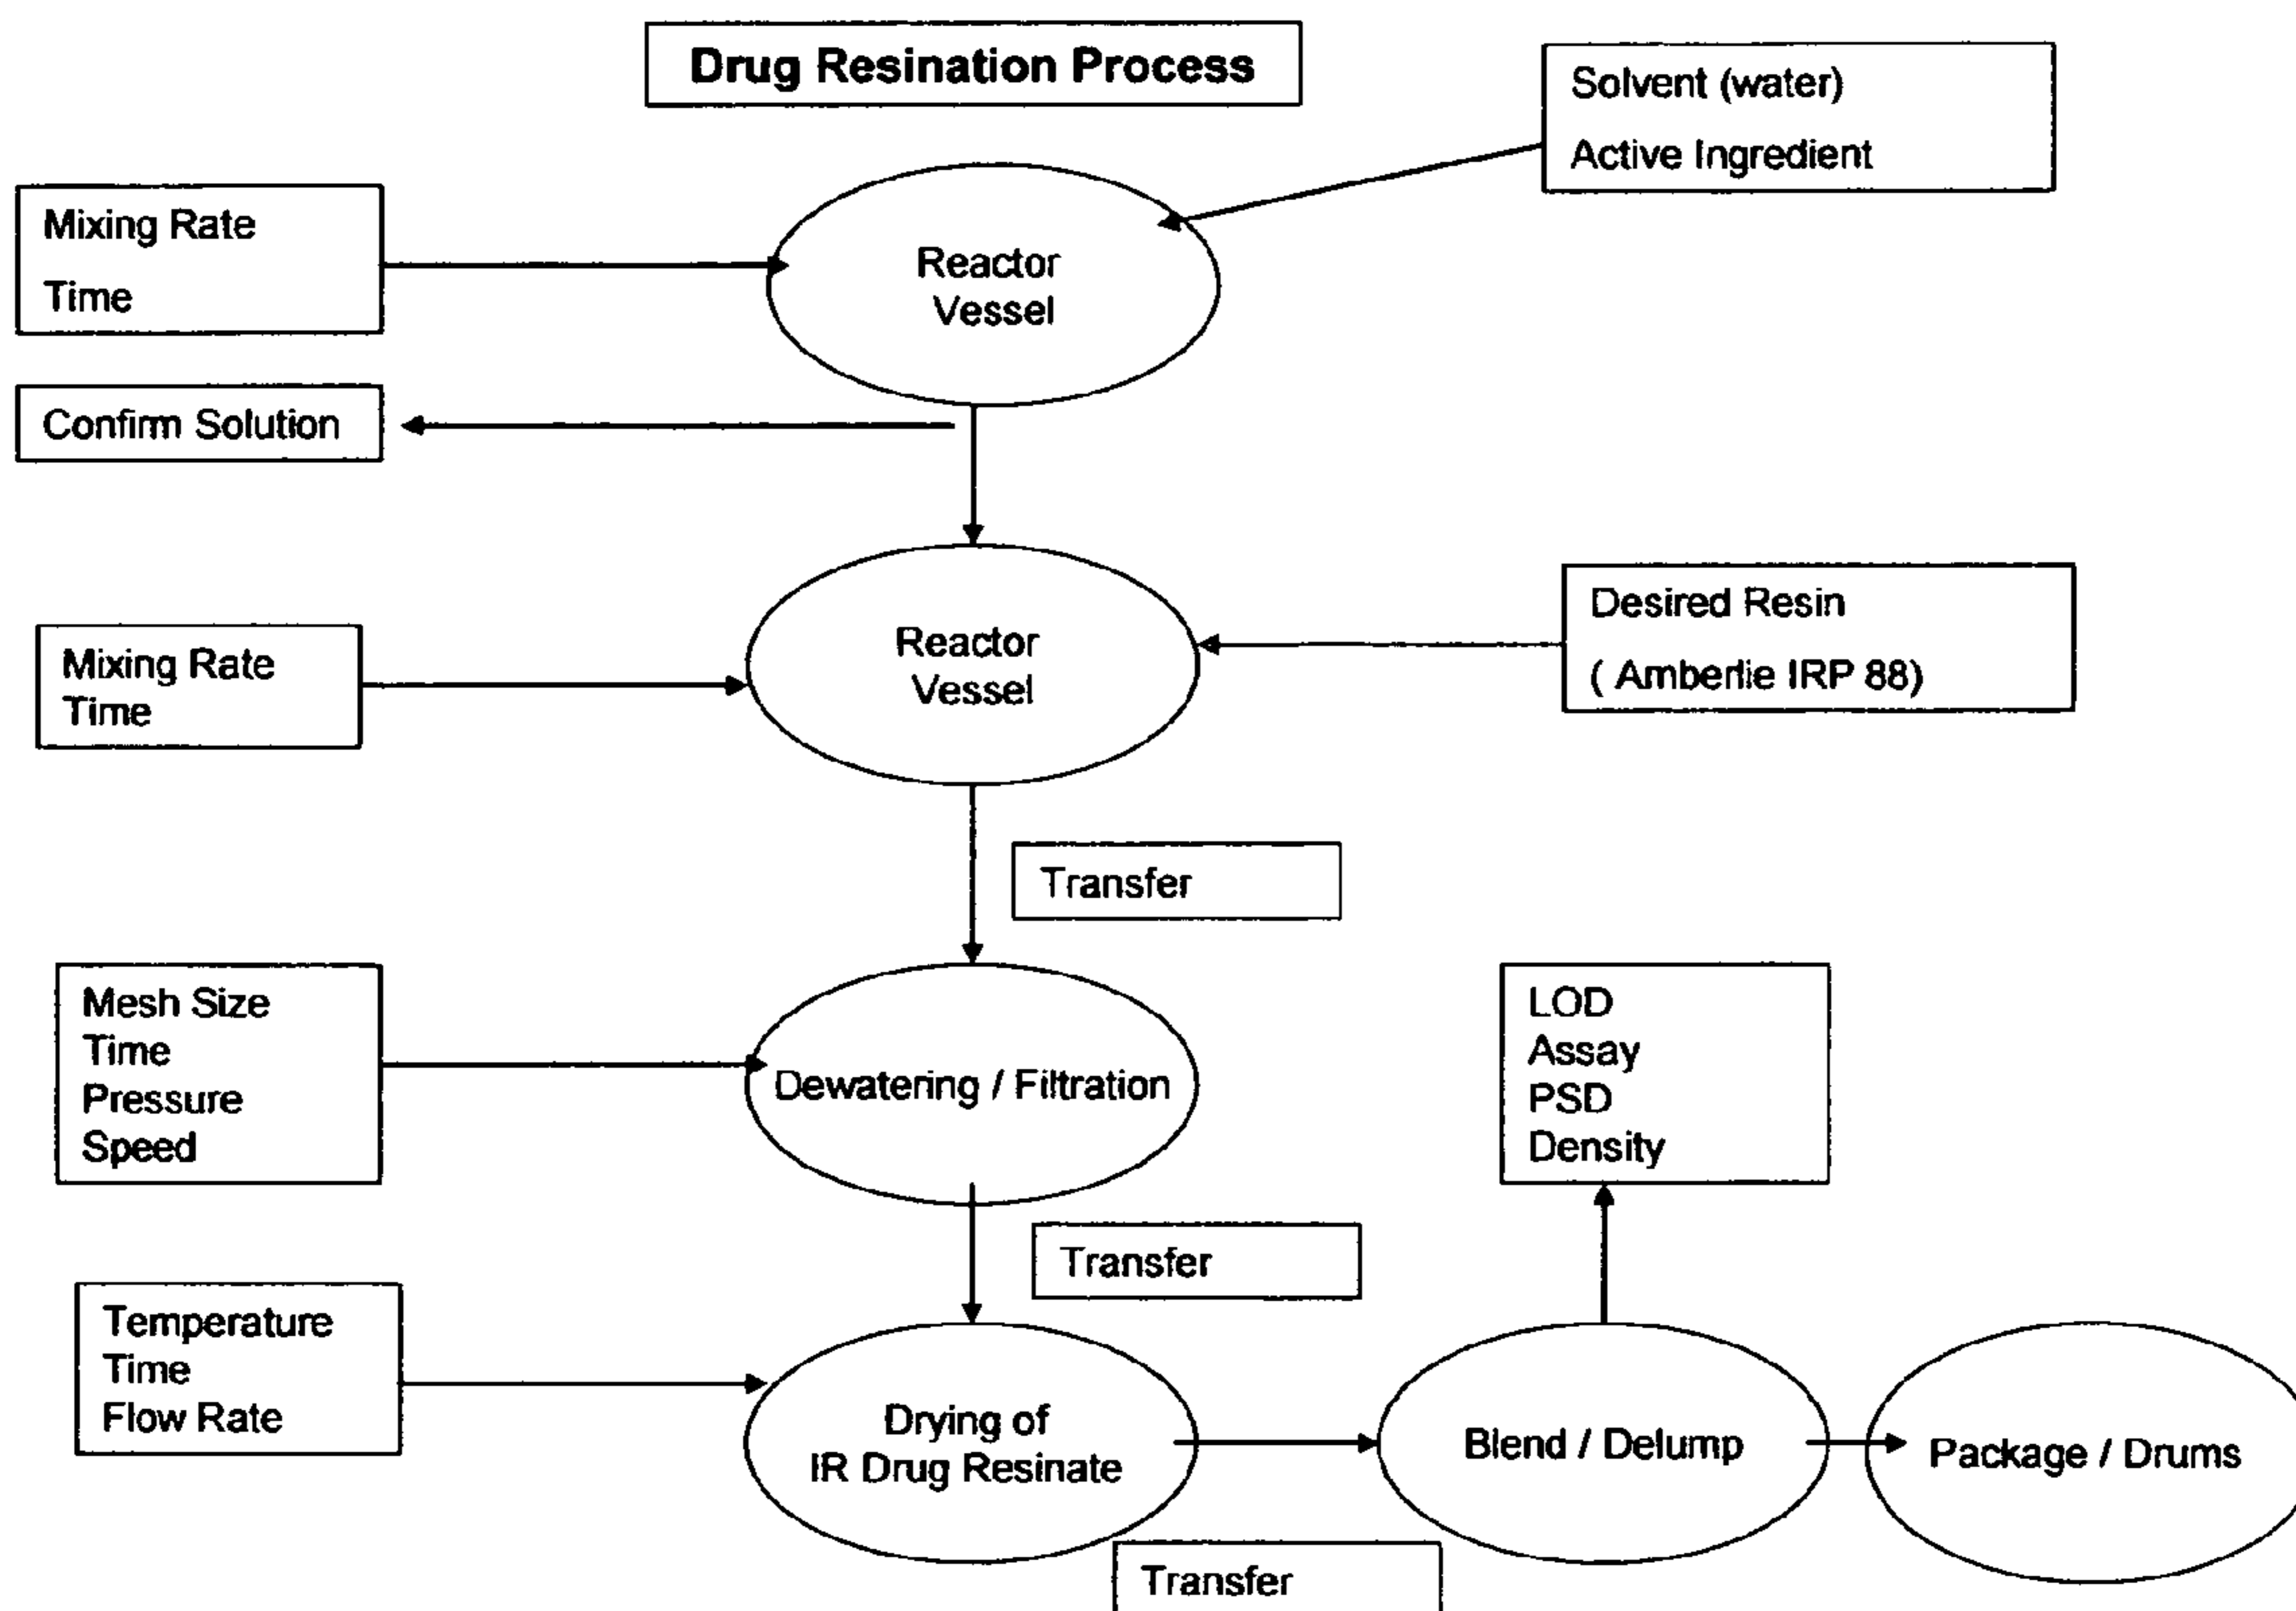 Drug Resination Process
Solvent (water)
Active Ingredient
Mixing Rate
Time
Reactor
Vessel
Confirm Solution
Mixing Rate
Time
Reactor
Vessel
Desired Resin
( Amberlie IRP 88)
Transfer
Mesh Size
Time
Pressure
Speed
Dewatering / Filtration
LOD
Assay
PSD
Density
Transfer
Temperature
Time
Flow Rate
Drying of
IR Drug Resinate
Blend / Delump
Package / Drums
Transfer